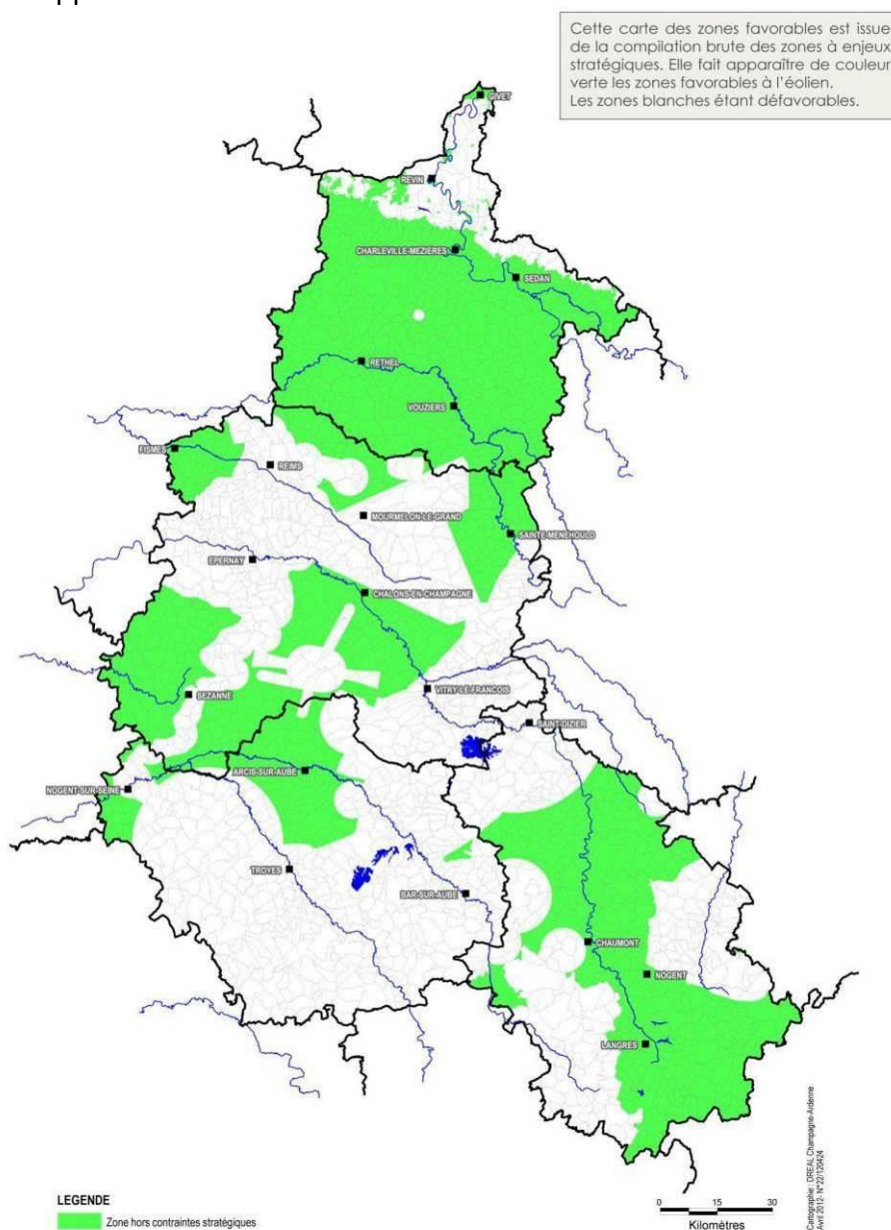 Cette carte des zones favorables est issue
de la compilation brute des zones à enjeux
stratégiques. Elle fait apparaître de couleur
verte les zones favorables à l'éolien.
Les zones blanches étant défavorables.
GIVET
REVIN
CHARLEVILLE-MEZIERES
SEDAN
RETHEL
VOUZIERS
FISMES
REIMS
MOURMELON-LE-GRAND
SAINTE-MENEHOULD
EPERNAY
CHALONS-EN-CHAMPAGNE
SEZANNE
VITRY-LE-FRANCOIS
SAINT-DIZIER
ARCIS-SUR-AUBE
NOGENT-SUR-SEINE
TROYES
BAR-SUR-AUBE
CHAUMONT
NOGENT
LANGRES
LEGENDE
Zone hors contraintes stratégiques
0 15 30
Kilomètres
Cartographie : DREAL Champagne-Ardenne
Avril 2012- N°22/120424